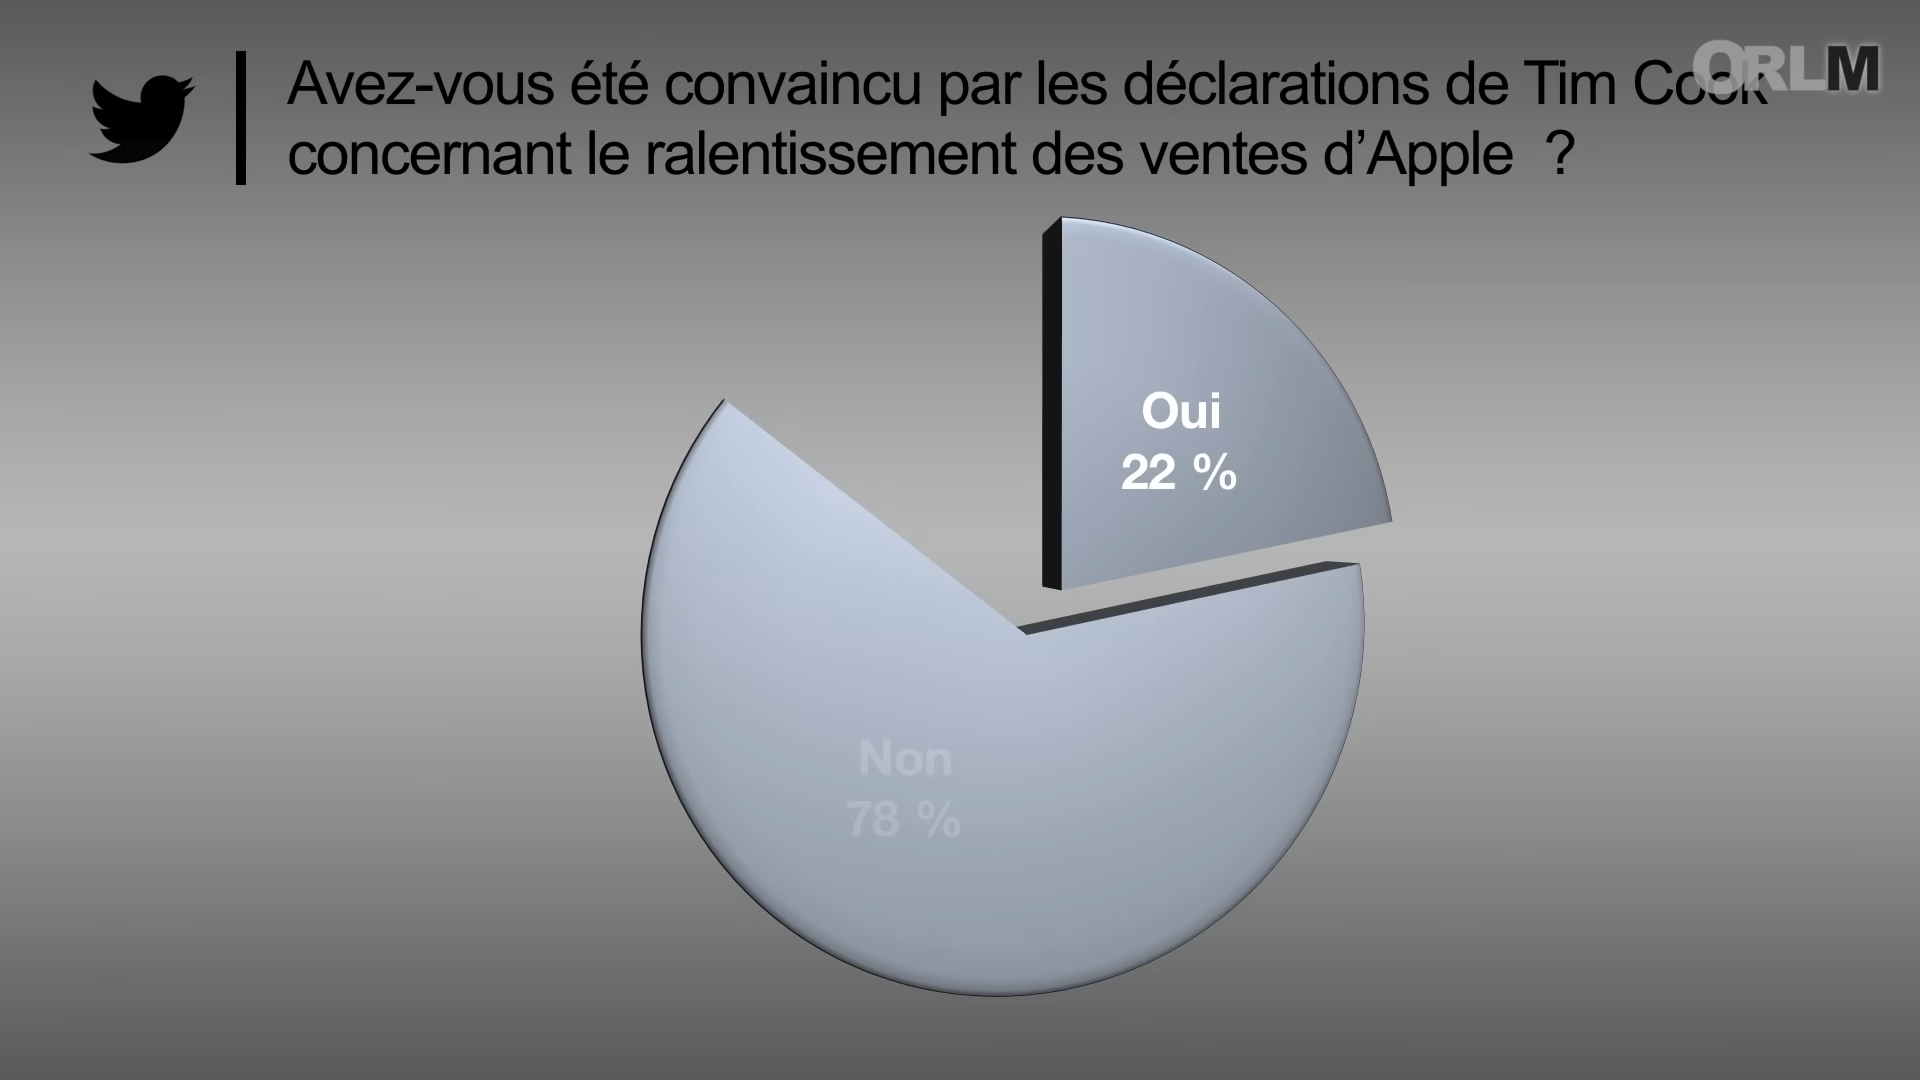 Avez-vous été convaincu par les déclarations de Tim Cook
concernant le ralentissement des ventes d’Apple ?
ORLM
Oui
22 %
Non
78 %